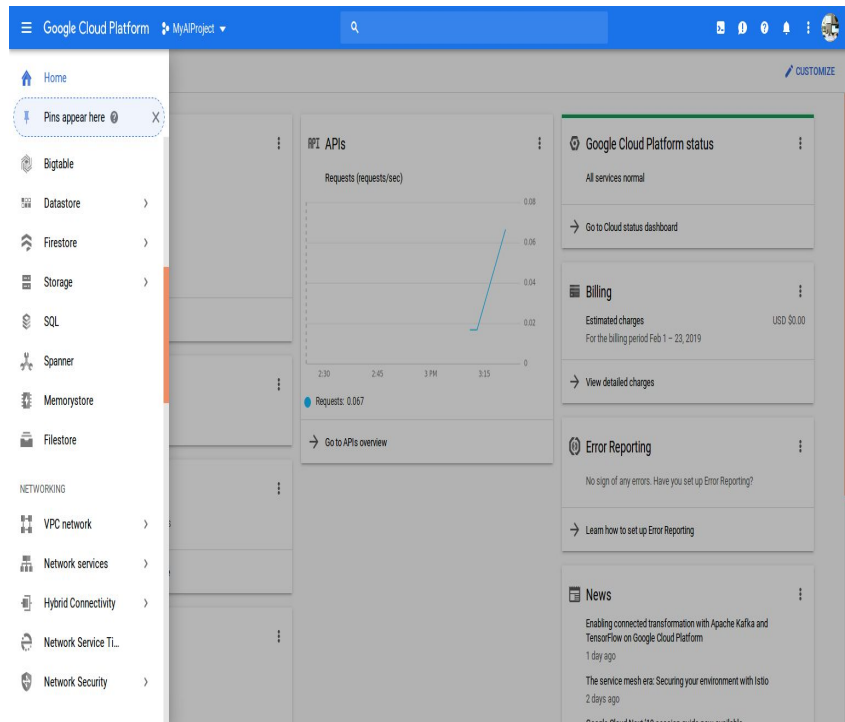 Google Cloud Platform
MyAIProject
Home
Pins appear here
X
Bigtable
Datastore
Firestore
Storage
SQL
Spanner
Memorystore
Filestore
NETWORKING
VPC network
Network services
Hybrid Connectivity
Network Service Ti...
Network Security
CUSTOMIZE
API APIs
Requests (requests/sec)
0.08
0.06
0.04
0.02
0
2:30 2:45 3 PM 3:15
Requests: 0.067
Go to APIs overview
Google Cloud Platform status
All services normal
Go to Cloud status dashboard
Billing
Estimated charges USD $0.00
For the billing period Feb 1 – 23, 2019
View detailed charges
Error Reporting
No sign of any errors. Have you set up Error Reporting?
Learn how to set up Error Reporting
News
Enabling connected transformation with Apache Kafka and
TensorFlow on Google Cloud Platform
1 day ago
The service mesh era: Securing your environment with Istio
2 days ago